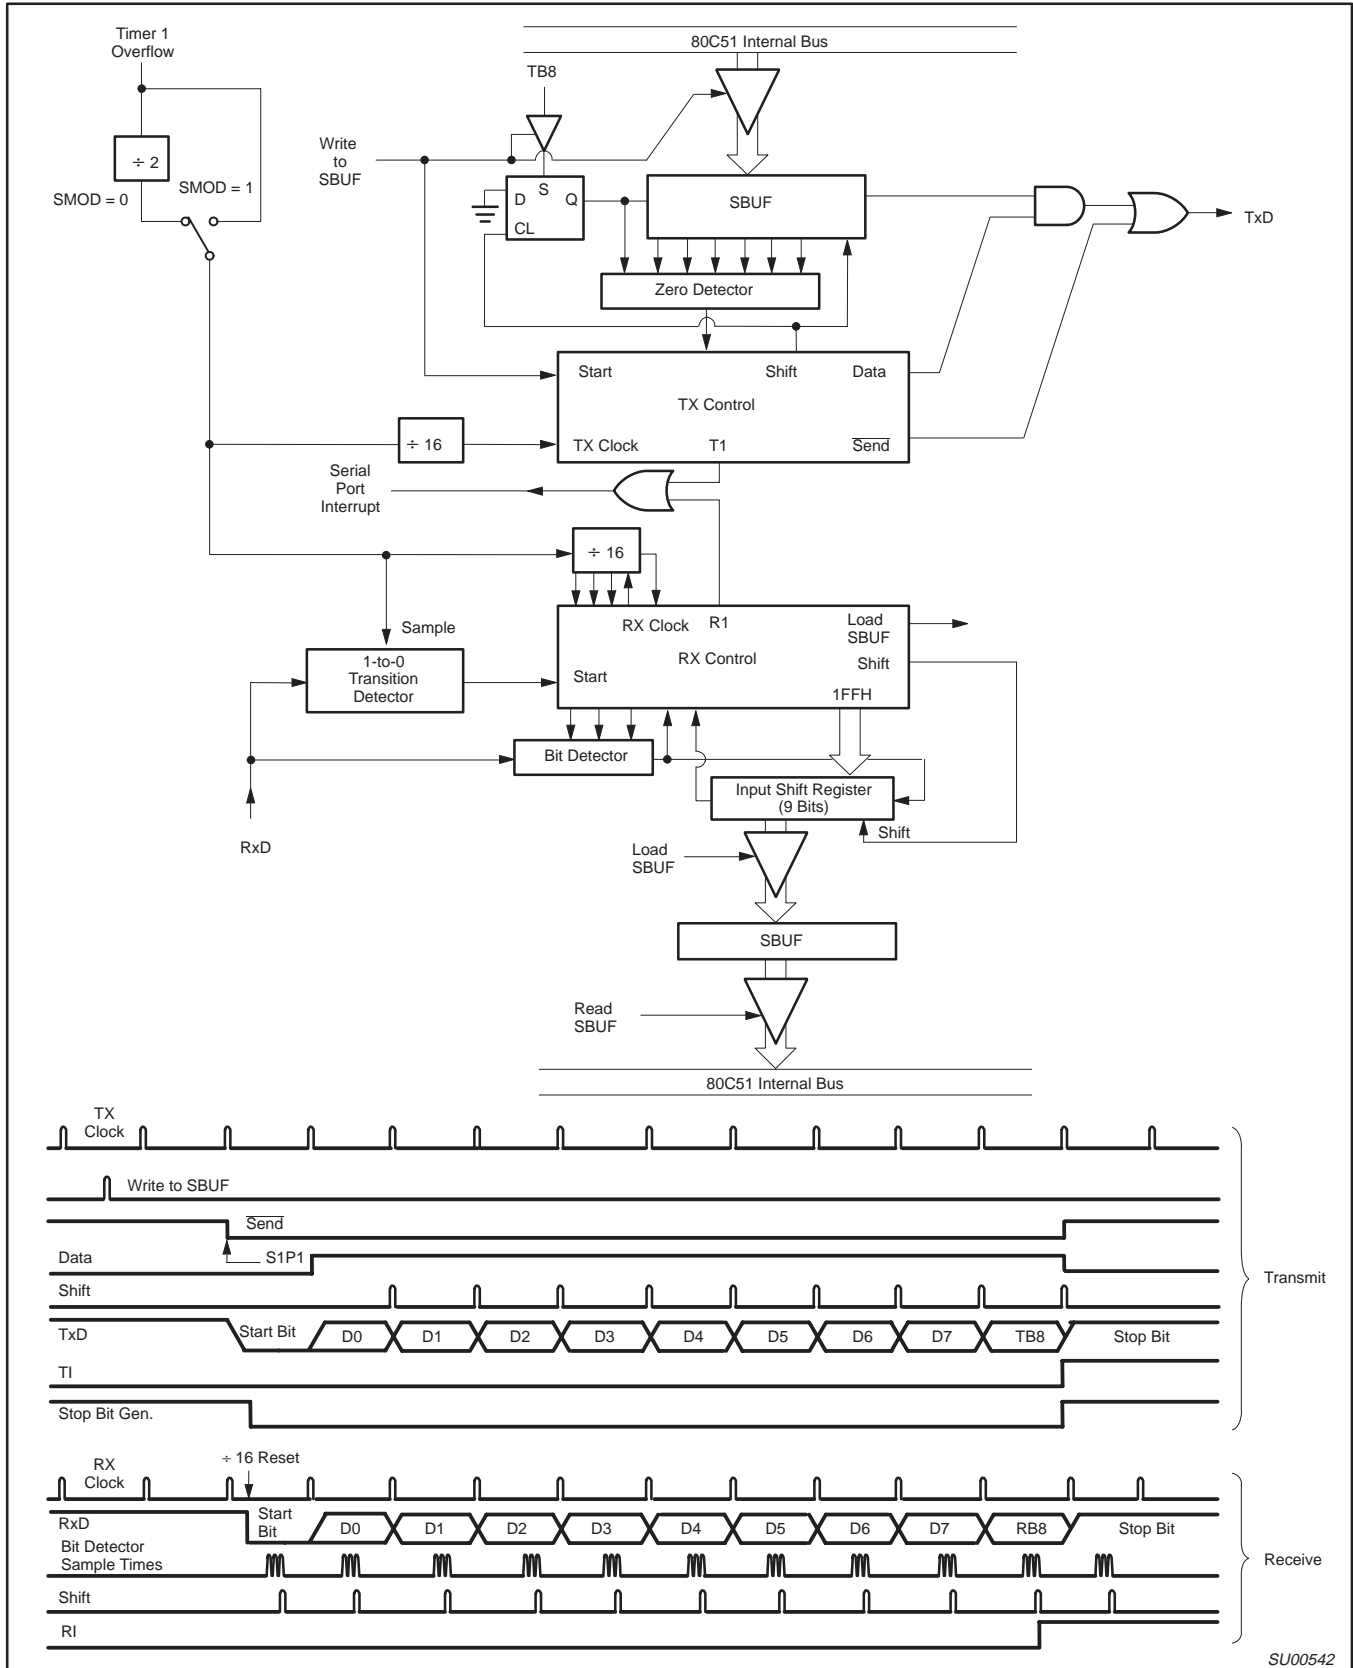 Timer 1
Overflow
80C51 Internal Bus
TB8
Write
to
SBUF
÷ 2
SMOD = 1
SMOD = 0
S
D
Q
CL
SBUF
TxD
Zero Detector
Start
Shift
Data
TX Control
÷ 16
TX Clock
T1
Send
Serial
Port
Interrupt
÷ 16
Sample
RX Clock
R1
Load
SBUF
RX Control
Shift
Start
1FFH
1-to-0
Transition
Detector
Bit Detector
Input Shift Register
(9 Bits)
Shift
RxD
Load
SBUF
SBUF
Read
SBUF
80C51 Internal Bus
TX
Clock
Write to SBUF
Send
Data
S1P1
Shift
TxD
Start Bit
D0
D1
D2
D3
D4
D5
D6
D7
TB8
Stop Bit
TI
Stop Bit Gen.
Transmit
÷ 16 Reset
RX
Clock
RxD
Start
Bit
D0
D1
D2
D3
D4
D5
D6
D7
RB8
Stop Bit
Bit Detector
Sample Times
Shift
RI
Receive
SU00542